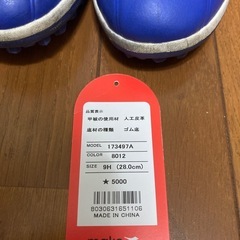 品質表示
甲被の使用材 人工皮革
底材の種類 ゴム底
MODEL 173497A
COLOR 8012
SIZE 9H (28.0cm)
★ 5000
8030631651106
MADE IN CHINA